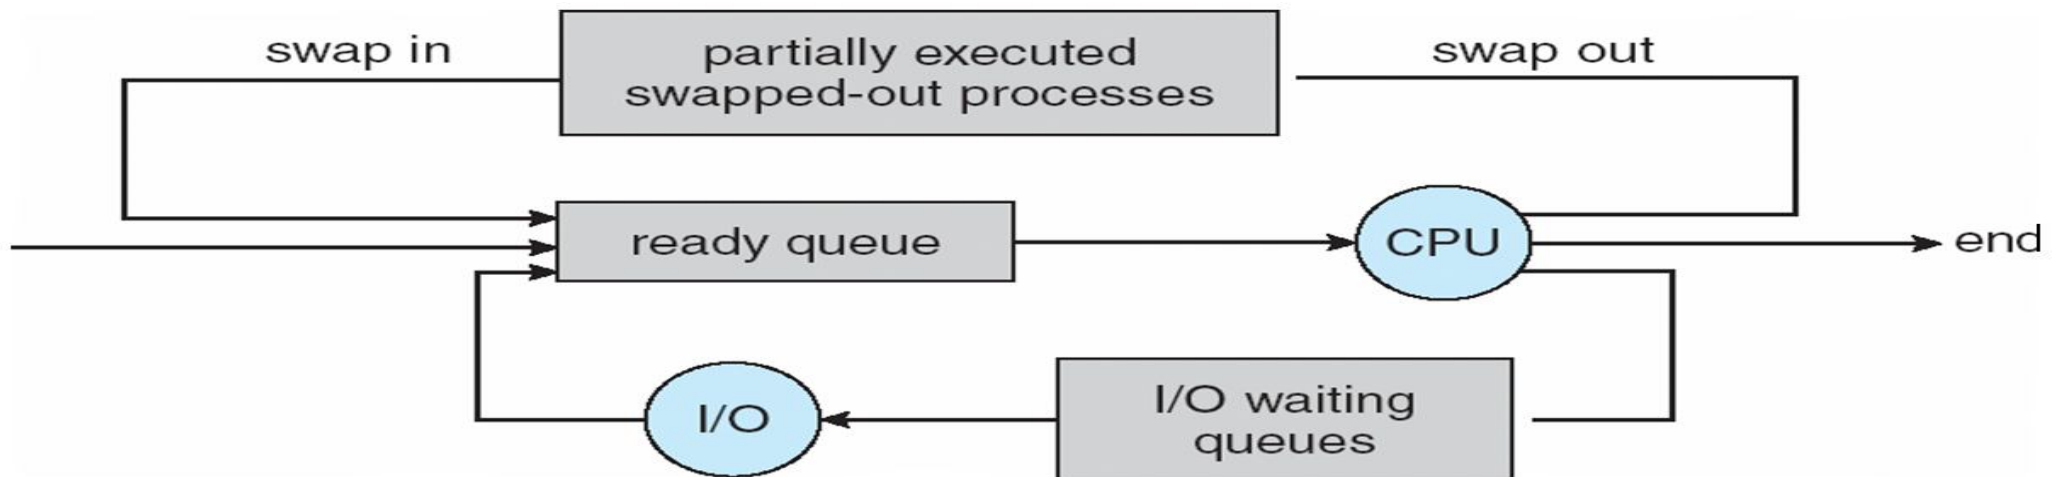 swap in
partially executed
swapped-out processes
swap out
ready queue
CPU
end
I/O
I/O waiting
queues